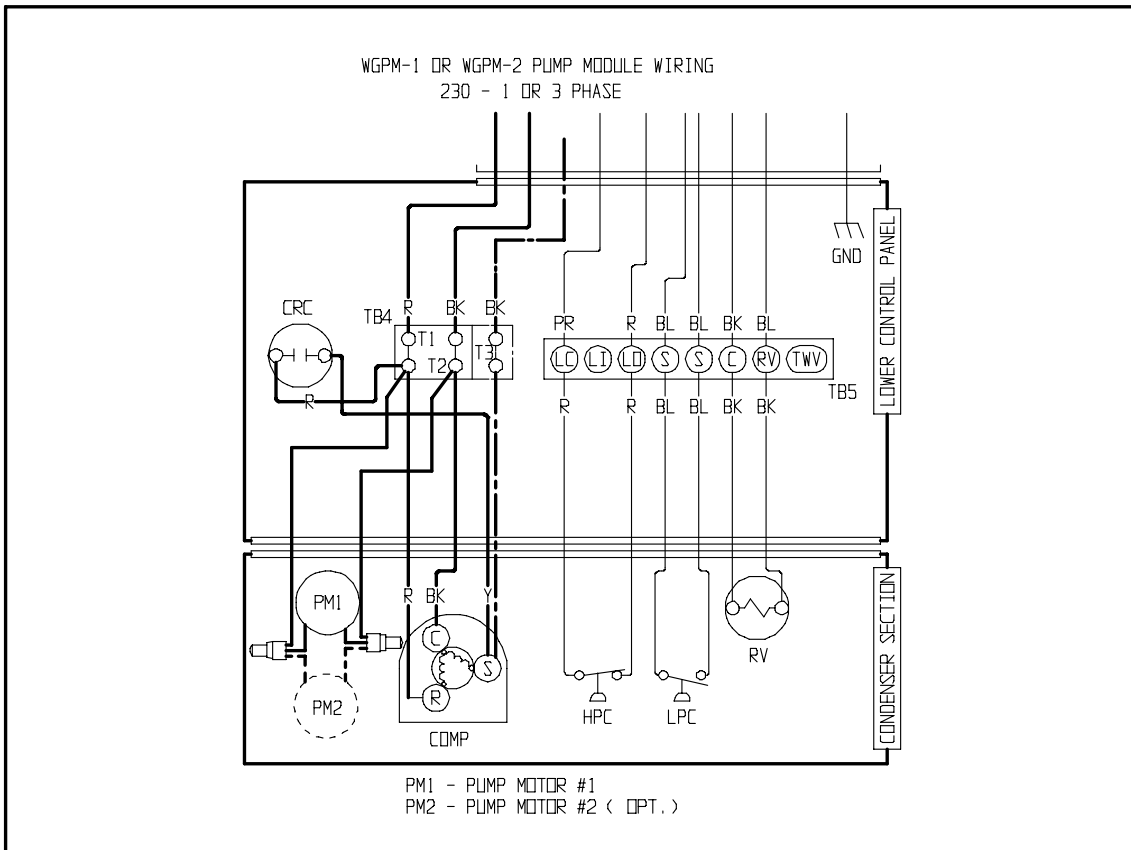 WGPM-1 OR WGPM-2 PUMP MODULE WIRING
230 - 1 OR 3 PHASE
LOWER CONTROL PANEL
GND
CRC
TB4
R
BK
BK
T1
T2
T3
R
PR
R
BL
BL
BK
BL
LC
LI
LO
S
S
C
RV
TWV
TB5
R
R
BL
BL
BK
BK
CONDENSER SECTION
PM1
PM2
R
BK
Y
C
S
R
COMP
HPC
LPC
RV
PM1 - PUMP MOTOR #1
PM2 - PUMP MOTOR #2 ( OPT. )